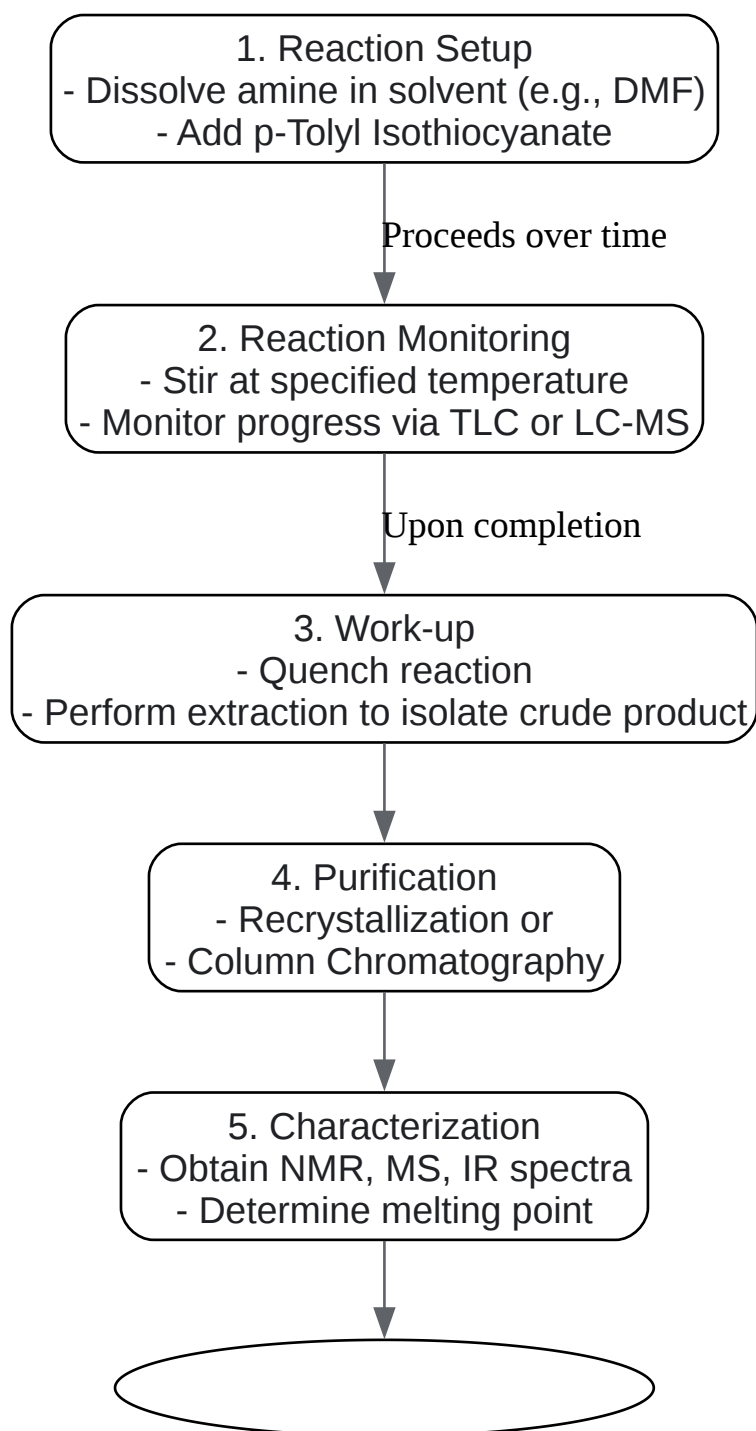 1. Reaction Setup
- Dissolve amine in solvent (e.g., DMF)
- Add p-Tolyl Isothiocyanate
Proceeds over time
2. Reaction Monitoring
- Stir at specified temperature
- Monitor progress via TLC or LC-MS
Upon completion
3. Work-up
- Quench reaction
- Perform extraction to isolate crude product
4. Purification
- Recrystallization or
- Column Chromatography
5. Characterization
- Obtain NMR, MS, IR spectra
- Determine melting point